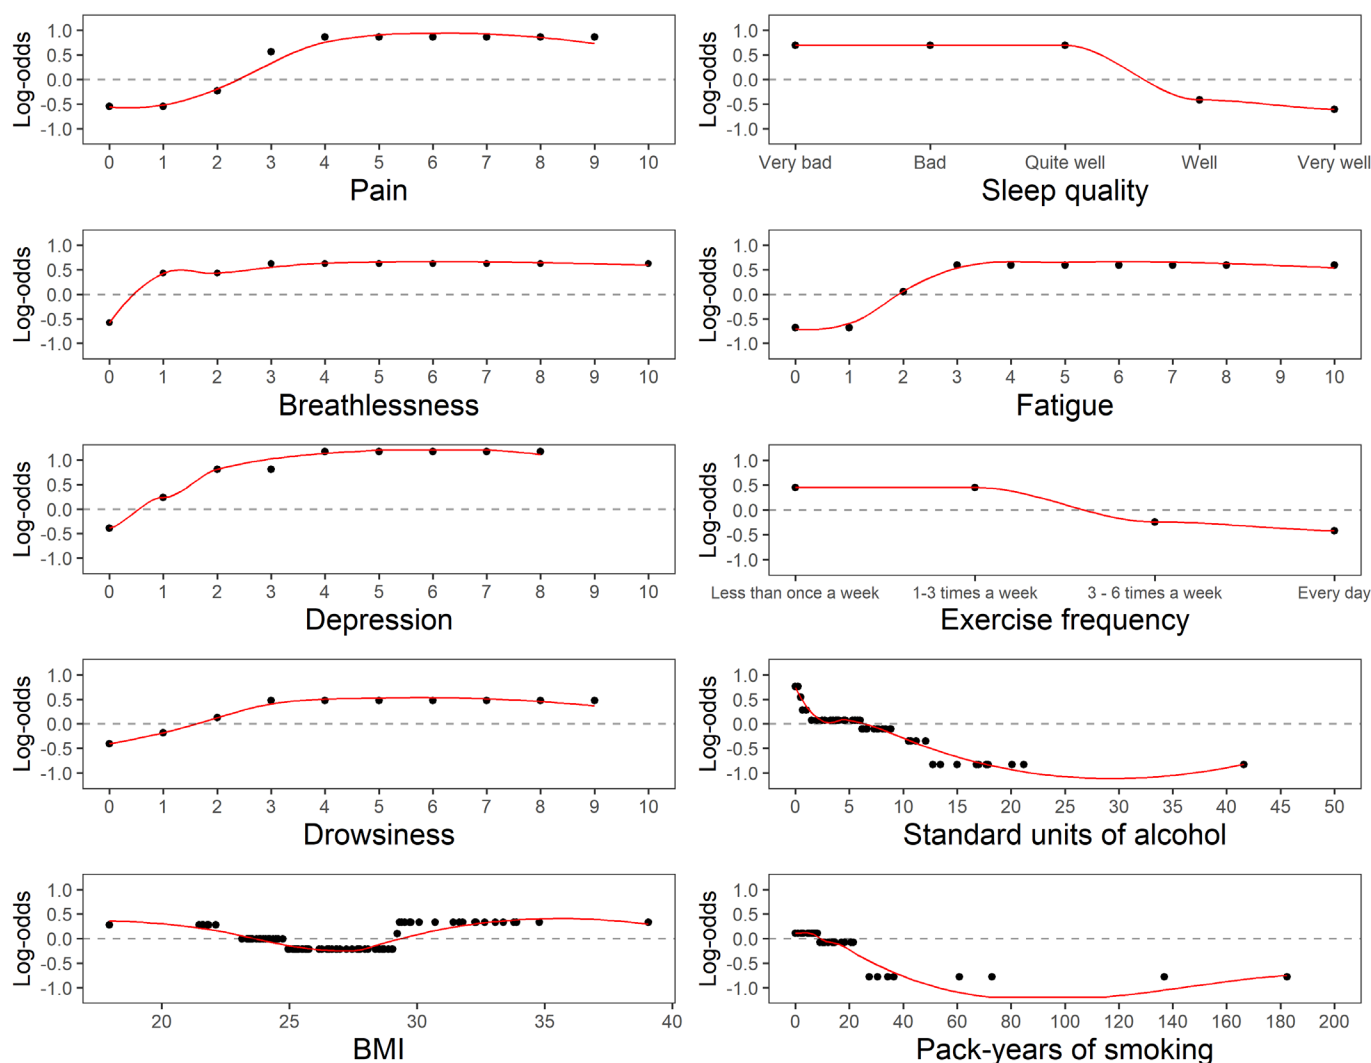 Log-odds
1.0
0.5
0.0
-0.5
-1.0
0 1 2 3 4 5 6 7 8 9 10
Pain
Log-odds
1.0
0.5
0.0
-0.5
-1.0
Very bad Bad Quite well Well Very well
Sleep quality
Log-odds
1.0
0.5
0.0
-0.5
-1.0
0 1 2 3 4 5 6 7 8 9 10
Breathlessness
Log-odds
1.0
0.5
0.0
-0.5
-1.0
0 1 2 3 4 5 6 7 8 9 10
Fatigue
Log-odds
1.0
0.5
0.0
-0.5
-1.0
0 1 2 3 4 5 6 7 8 9 10
Depression
Log-odds
1.0
0.5
0.0
-0.5
-1.0
Less than once a week 1-3 times a week 3 - 6 times a week Every day
Exercise frequency
Log-odds
1.0
0.5
0.0
-0.5
-1.0
0 1 2 3 4 5 6 7 8 9 10
Drowsiness
Log-odds
1.0
0.5
0.0
-0.5
-1.0
0 5 10 15 20 25 30 35 40 45 50
Standard units of alcohol
Log-odds
1.0
0.5
0.0
-0.5
-1.0
20 25 30 35 40
BMI
Log-odds
1.0
0.5
0.0
-0.5
-1.0
0 20 40 60 80 100 120 140 160 180 200
Pack-years of smoking